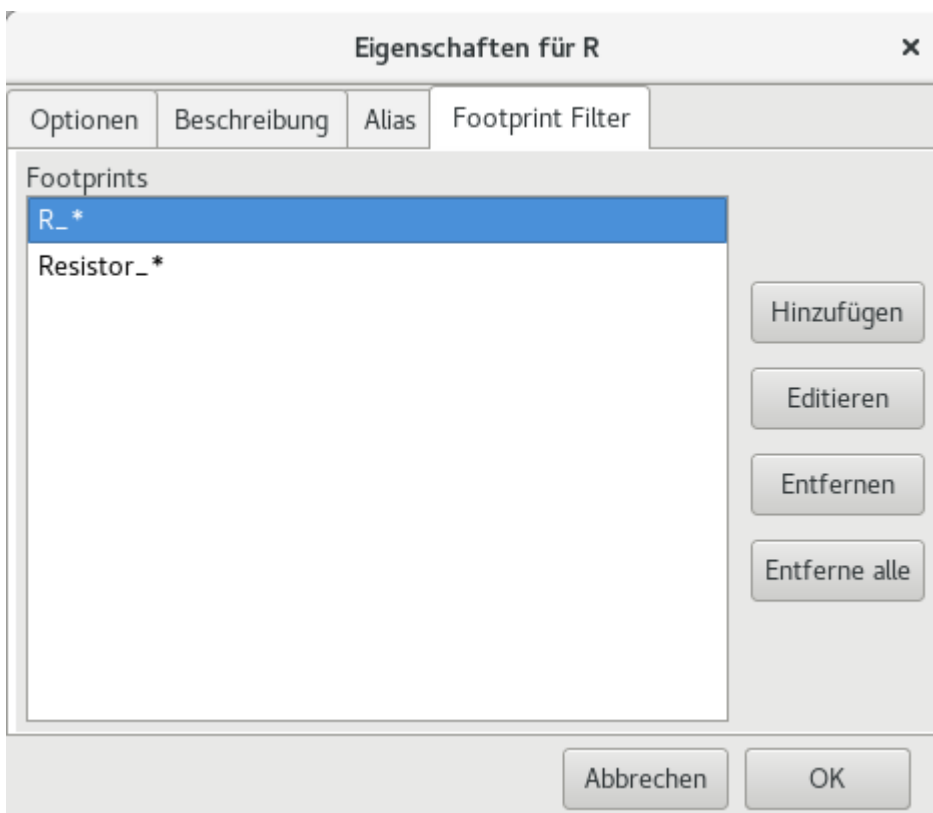 Eigenschaften für R
Optionen Beschreibung Alias Footprint Filter
Footprints
R_*
Resistor_*
Hinzufügen
Editieren
Entfernen
Entferne alle
Abbrechen OK